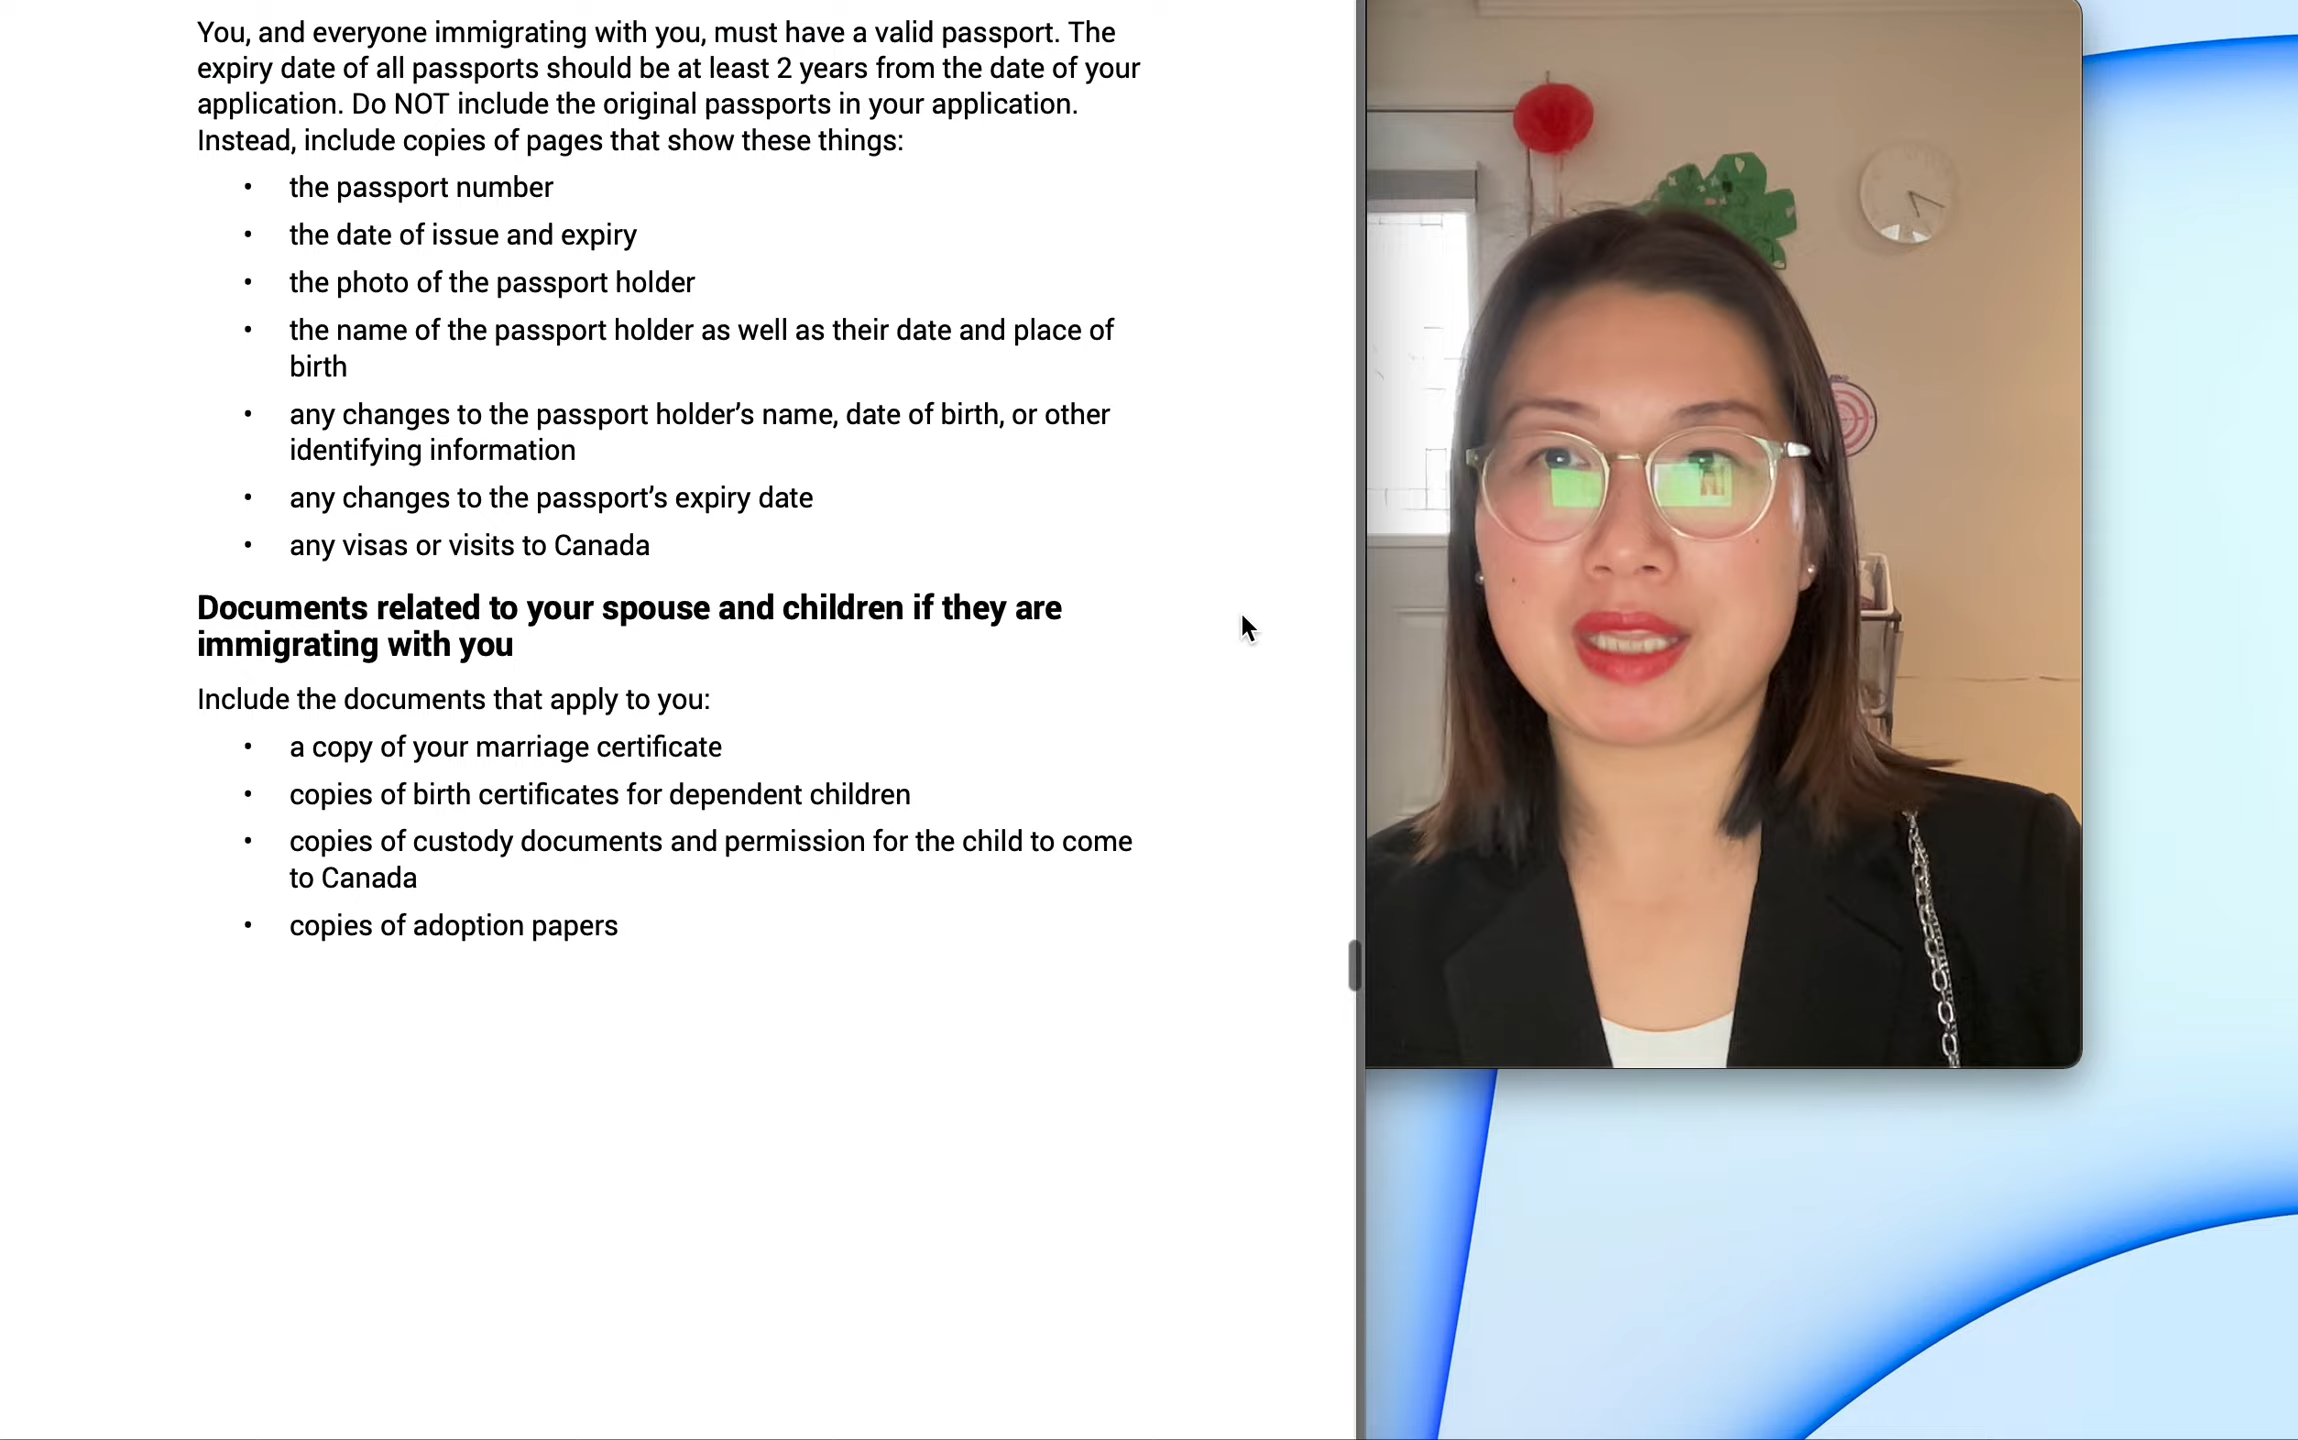 You, and everyone immigrating with you, must have a valid passport. The
expiry date of all passports should be at least 2 years from the date of your
application. Do NOT include the original passports in your application.
Instead, include copies of pages that show these things:
• the passport number
• the date of issue and expiry
• the photo of the passport holder
• the name of the passport holder as well as their date and place of
birth
• any changes to the passport holder’s name, date of birth, or other
identifying information
• any changes to the passport’s expiry date
• any visas or visits to Canada
Documents related to your spouse and children if they are
immigrating with you
Include the documents that apply to you:
• a copy of your marriage certificate
• copies of birth certificates for dependent children
• copies of custody documents and permission for the child to come
to Canada
• copies of adoption papers